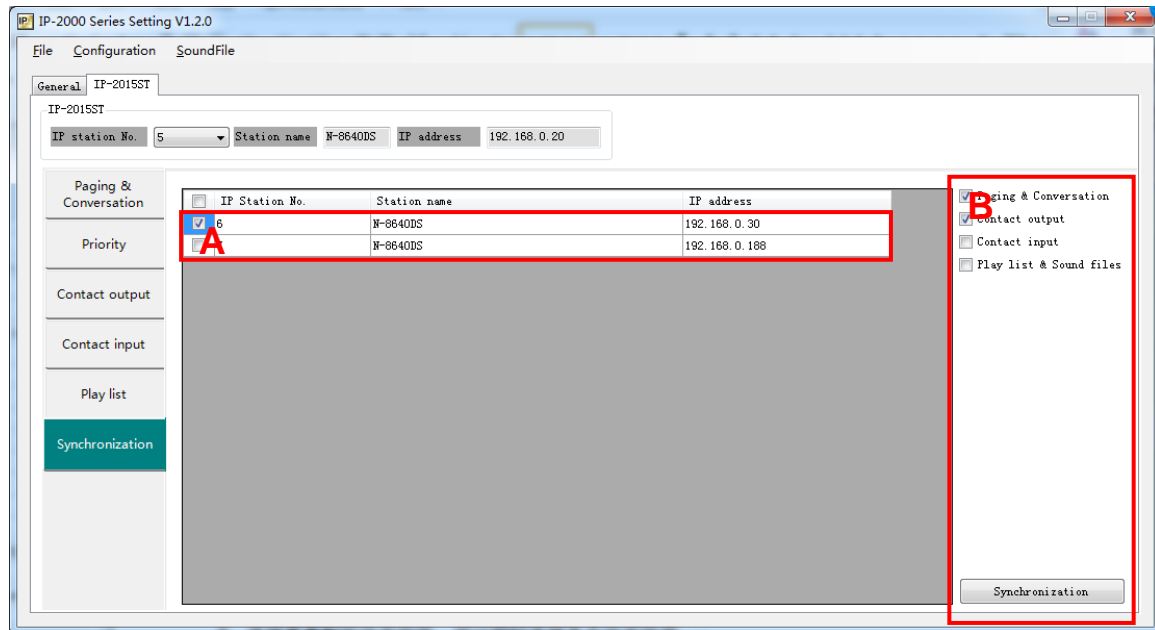 IP-2000 Series Setting V1.2.0
File Configuration SoundFile
General IP-2015ST
IP-2015ST
IP station No. 5 Station name N-8640DS IP address 192.168.0.20
Paging &
Conversation
Priority
Contact output
Contact input
Play list
Synchronization
IP Station No. Station name IP address
6 N-8640DS 192.168.0.30
N-8640DS 192.168.0.188
A
B
Paging & Conversation
Contact output
Contact input
Play list & Sound files
Synchronization